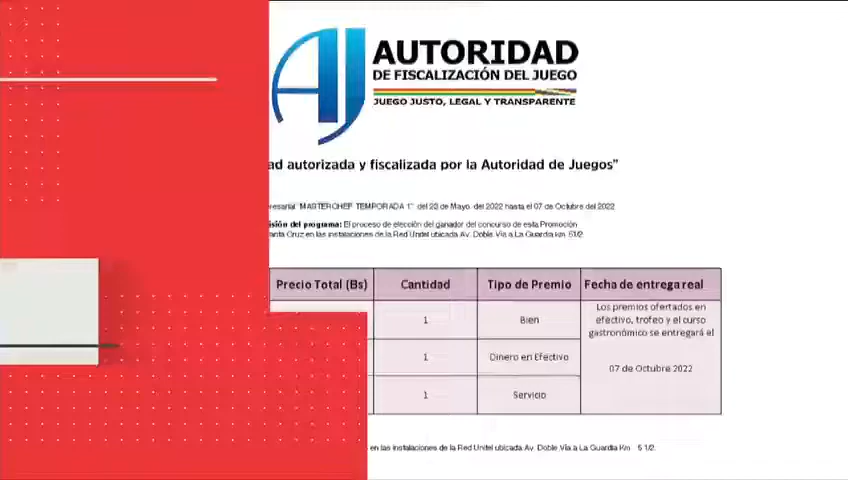 AJ AUTORIDAD
DE FISCALIZACIÓN DEL JUEGO
JUEGO JUSTO, LEGAL Y TRANSPARENTE
ad autorizada y fiscalizada por la Autoridad de Juegos"
presarial "MASTERCHEF TEMPORADA 1" del 23 de Mayo del 2022 hasta el 07 de Octubre del 2022
isión del programa: El proceso de elección del ganador del concurso de esta Promoción
anta Cruz en las instalaciones de la Red Unitel ubicada Av. Doble Vía a La Guardia km 51/2
Precio Total (Bs) Cantidad Tipo de Premio Fecha de entrega real
1 Bien
1 Dinero en Efectivo
1 Servicio
Los premios ofertados en
efectivo, trofeo y el curso
gastronómico se entregará el
07 de Octubre 2022
en las instalaciones de la Red Unitel ubicada Av. Doble Vía a La Guardia Km 5 1/2.